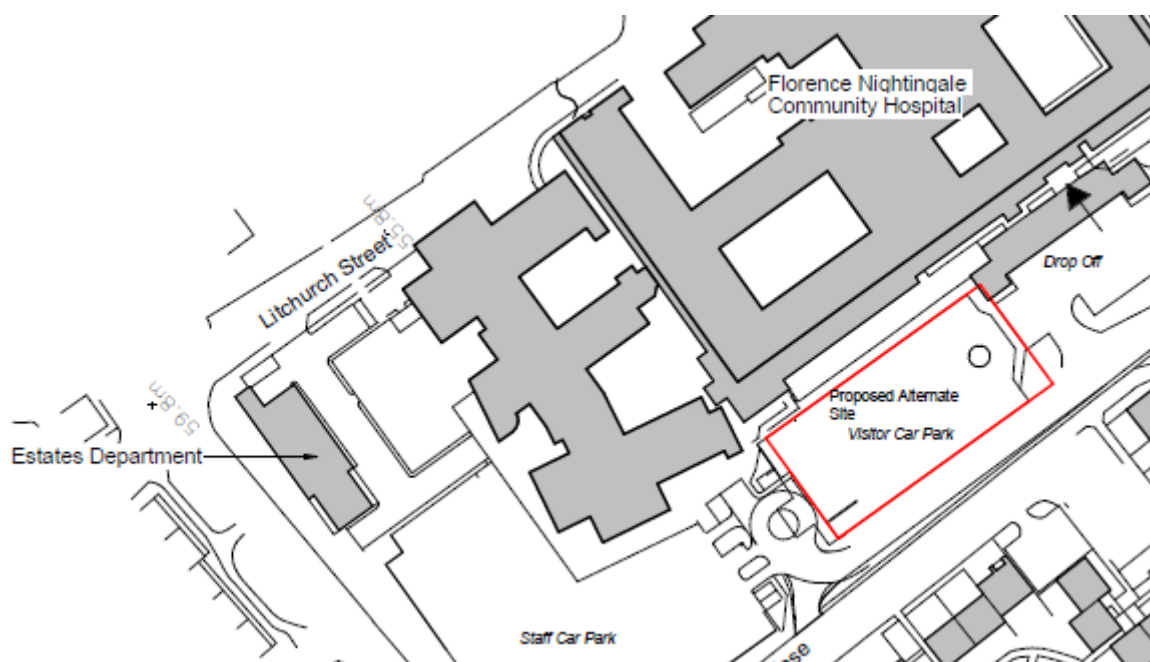 Florence Nightingale
Community Hospital
55.8m
Litchurch Street
Drop Off
59.8m
Proposed Alternate
Site
Visitor Car Park
Estates Department
Staff Car Park